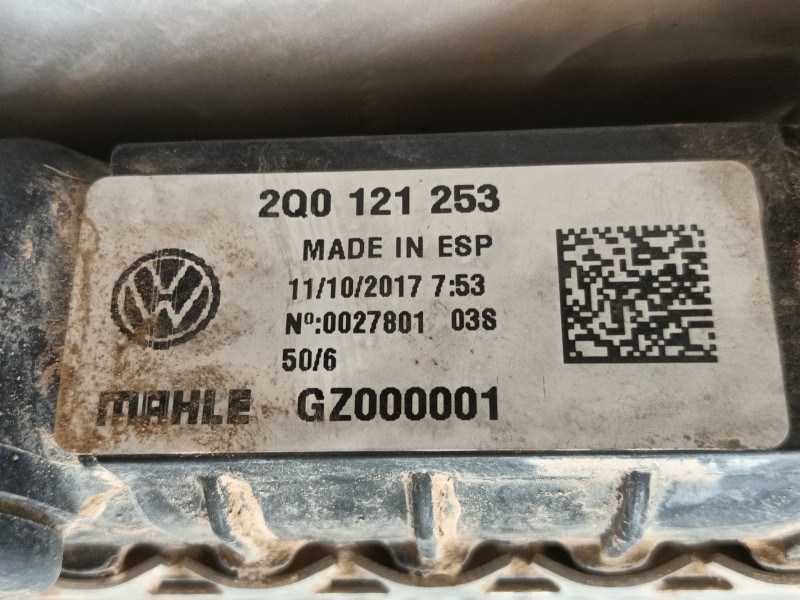 2Q0 121 253
MADE IN ESP
11/10/2017 7:53
Nº:0027801 03S
50/6
MAHLE GZ000001